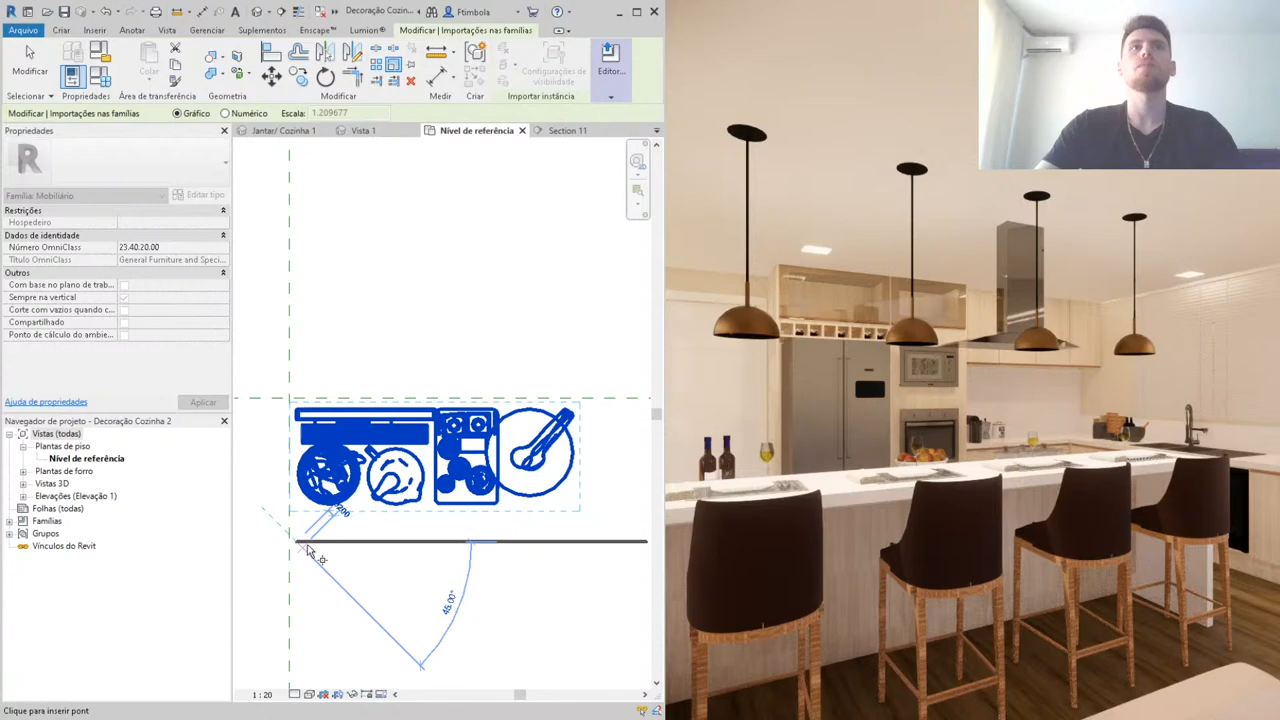 Decoração Cozin...
Ftimbola
Arquivo Criar Inserir Anotar Vista Gerenciar Suplementos Enscape™ Lumion® Modificar | Importações nas famílias
Modificar
Colar
Configurações de
visibilidade
Editor...
Selecionar Propriedades Área de transferência Geometria Modificar Medir Criar Importar instância
Modificar | Importações nas famílias Gráfico Numérico Escala: 1.209677
Propriedades
Jantar/ Cozinha 1 Vista 1 Nível de referência Section 11
Família: Mobiliário Editar tipo
Restrições
Hospedeiro
Dados de identidade
Número OmniClass 23.40.20.00
Título OmniClass General Furniture and Speci...
Outros
Com base no plano de trab...
Sempre na vertical
Corte com vazios quando c...
Compartilhado
Ponto de cálculo do ambie...
Ajuda de propriedades Aplicar
Navegador de projeto - Decoração Cozinha 2
Vistas (todas)
Plantas de piso
Nível de referência
Plantas de forro
Vistas 3D
Elevações (Elevação 1)
Folhas (todas)
Famílias
Grupos
Vínculos do Revit
1 : 20
Clique para inserir pont